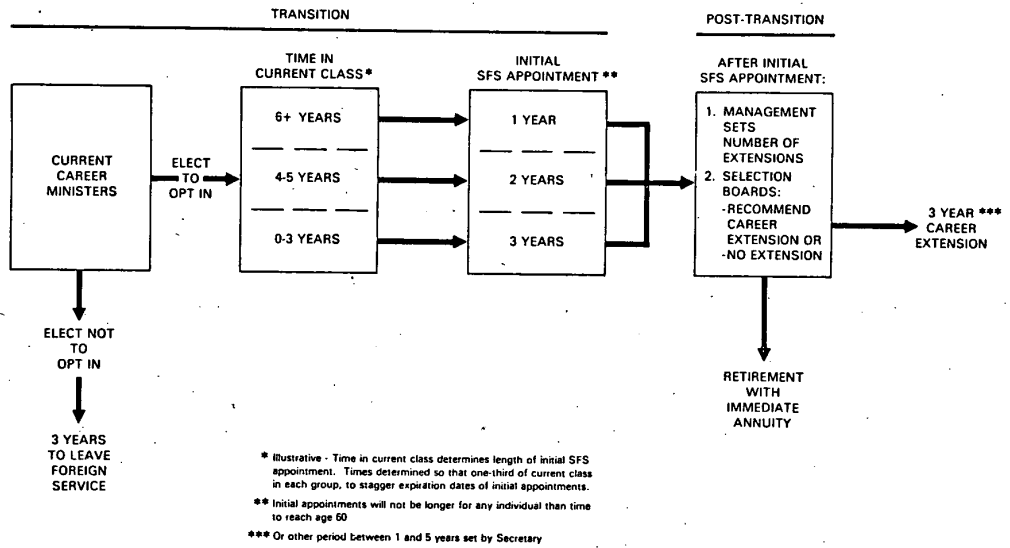 TRANSITION
POST-TRANSITION
TIME IN
CURRENT CLASS*
INITIAL
SFS APPOINTMENT **
AFTER INITIAL
SFS APPOINTMENT:
CURRENT
CAREER
MINISTERS
ELECT
TO
OPT IN
6+ YEARS
4-5 YEARS
0-3 YEARS
1 YEAR
2 YEARS
3 YEARS
1. MANAGEMENT
SETS
NUMBER OF
EXTENSIONS
2. SELECTION
BOARDS:
-RECOMMEND
CAREER
EXTENSION OR
-NO EXTENSION
3 YEAR ***
CAREER
EXTENSION
ELECT NOT
TO
OPT IN
3 YEARS
TO LEAVE
FOREIGN
SERVICE
RETIREMENT
WITH
IMMEDIATE
ANNUITY
* Illustrative - Time in current class determines length of initial SFS
appointment. Times determined so that one-third of current class
in each group, to stagger expiration dates of initial appointments.
** Initial appointments will not be longer for any individual than time
to reach age 60
*** Or other period between 1 and 5 years set by Secretary